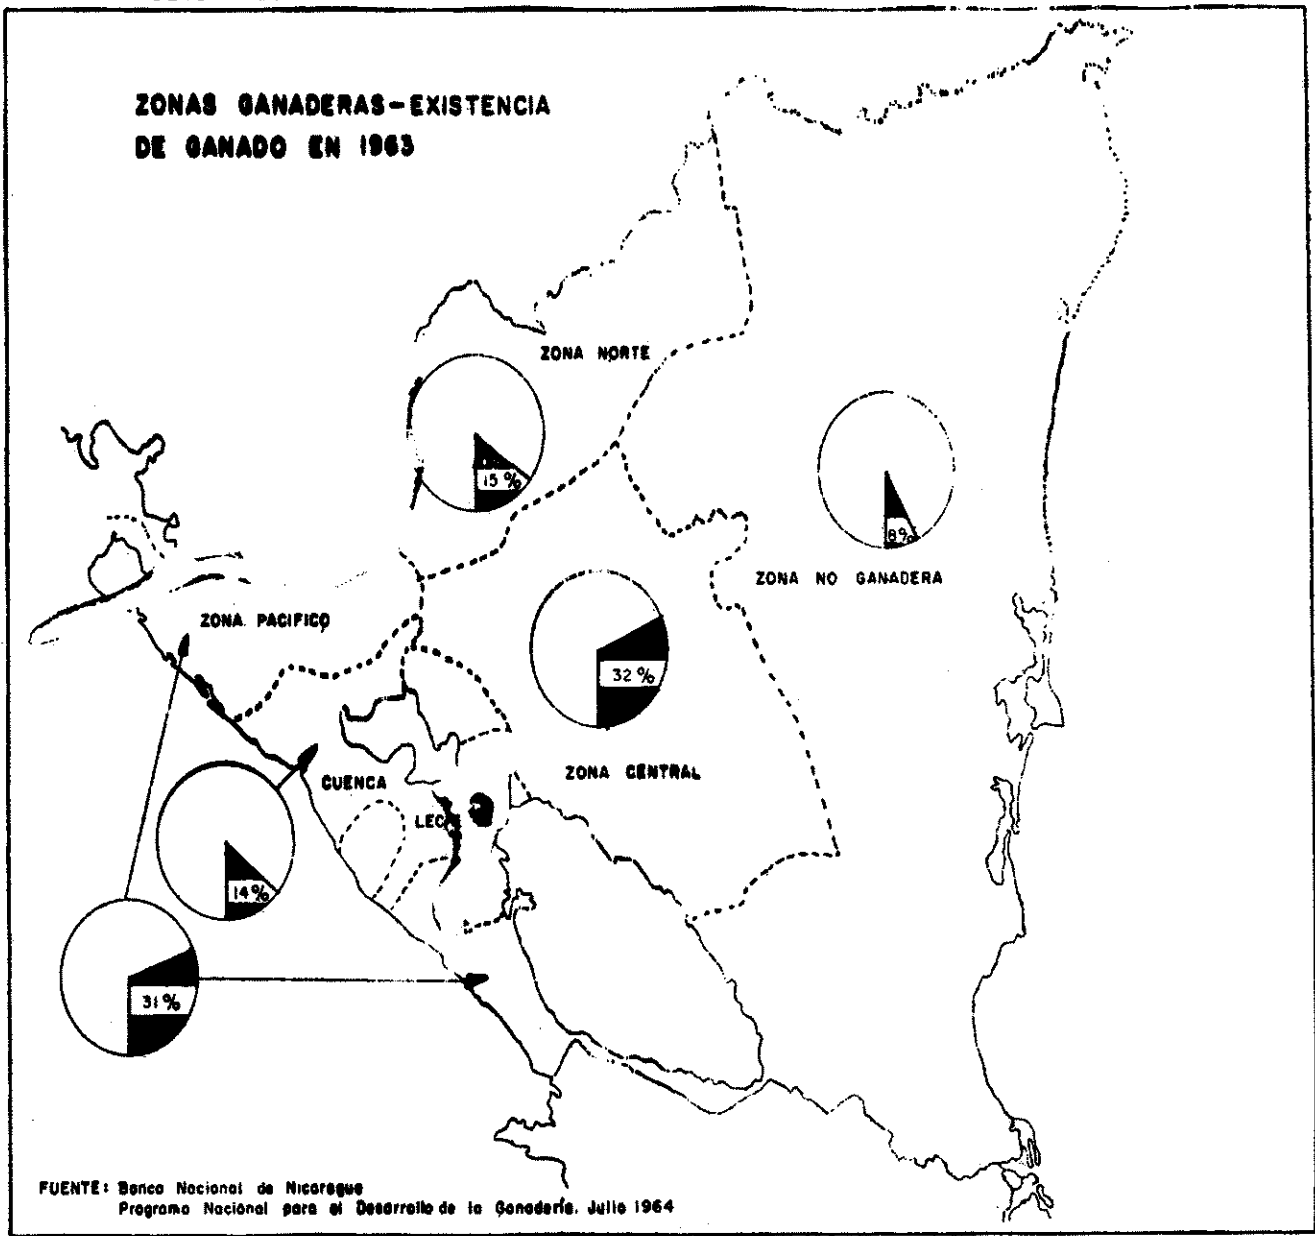 ZONAS GANADERAS-EXISTENCIA
DE GANADO EN 1963
ZONA NORTE
15 %
8%
ZONA NO GANADERA
ZONA PACIFICO
32 %
ZONA CENTRAL
CUENCA
14%
31 %
FUENTE: Banco Nacional de Nicaragua
Programa Nacional para el Desarrollo de la Ganadería. Julio 1964